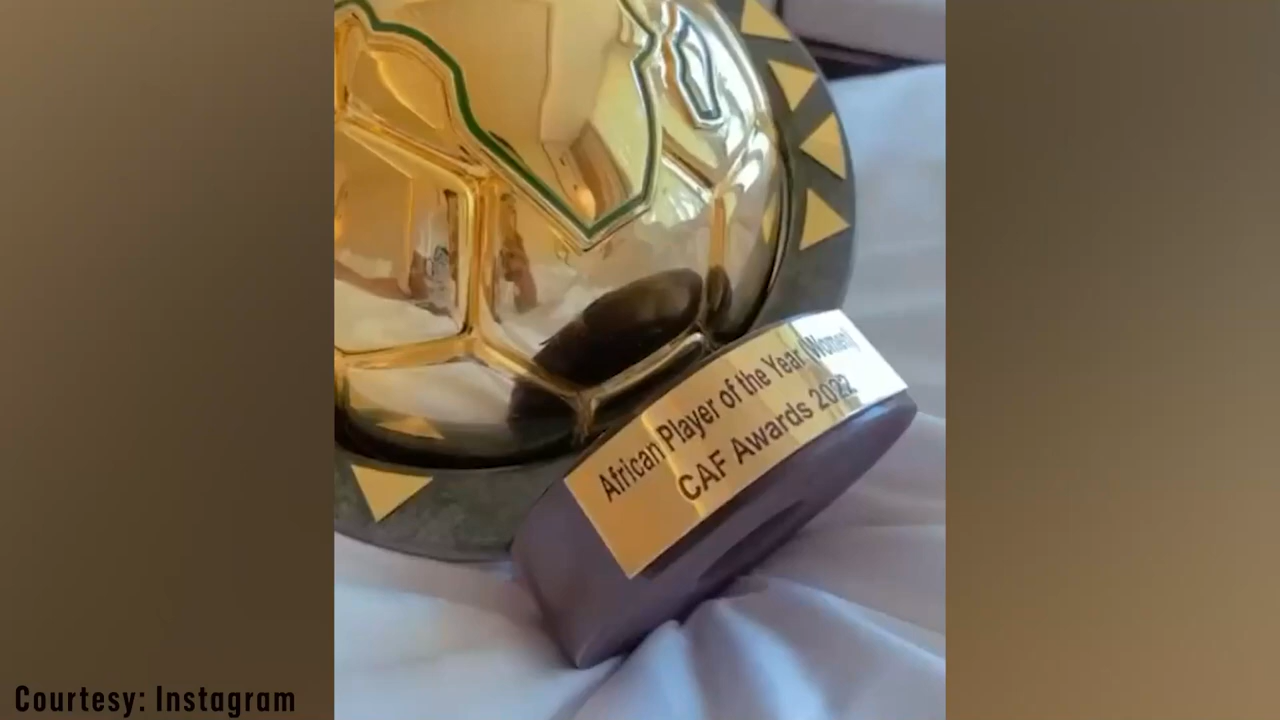 African Player of the Year (Women)
CAF Awards 2022
Courtesy: Instagram